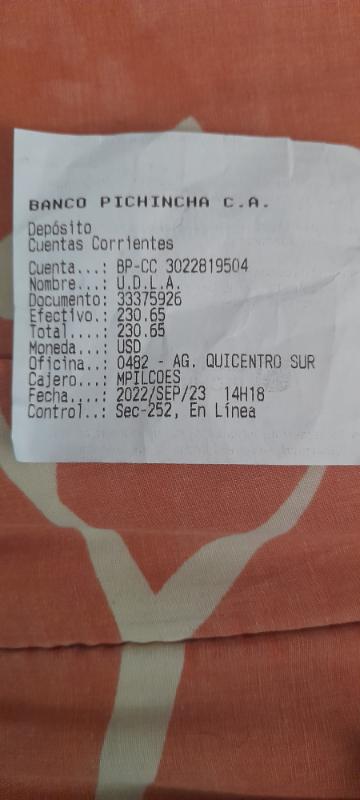 BANCO PICHINCHA C.A.
Depósito
Cuentas Corrientes
Cuenta...: BP-CC 3022819504
Nombre...: U.D.L.A.
Documento: 33375926
Efectivo.: 230.65
Total....: 230.65
Moneda...: USD
Oficina..: 0482 - AG. QUICENTRO SUR
Cajero...: MPILCOES
Fecha....: 2022/SEP/23 14H18
Control..: Sec-252, En Línea